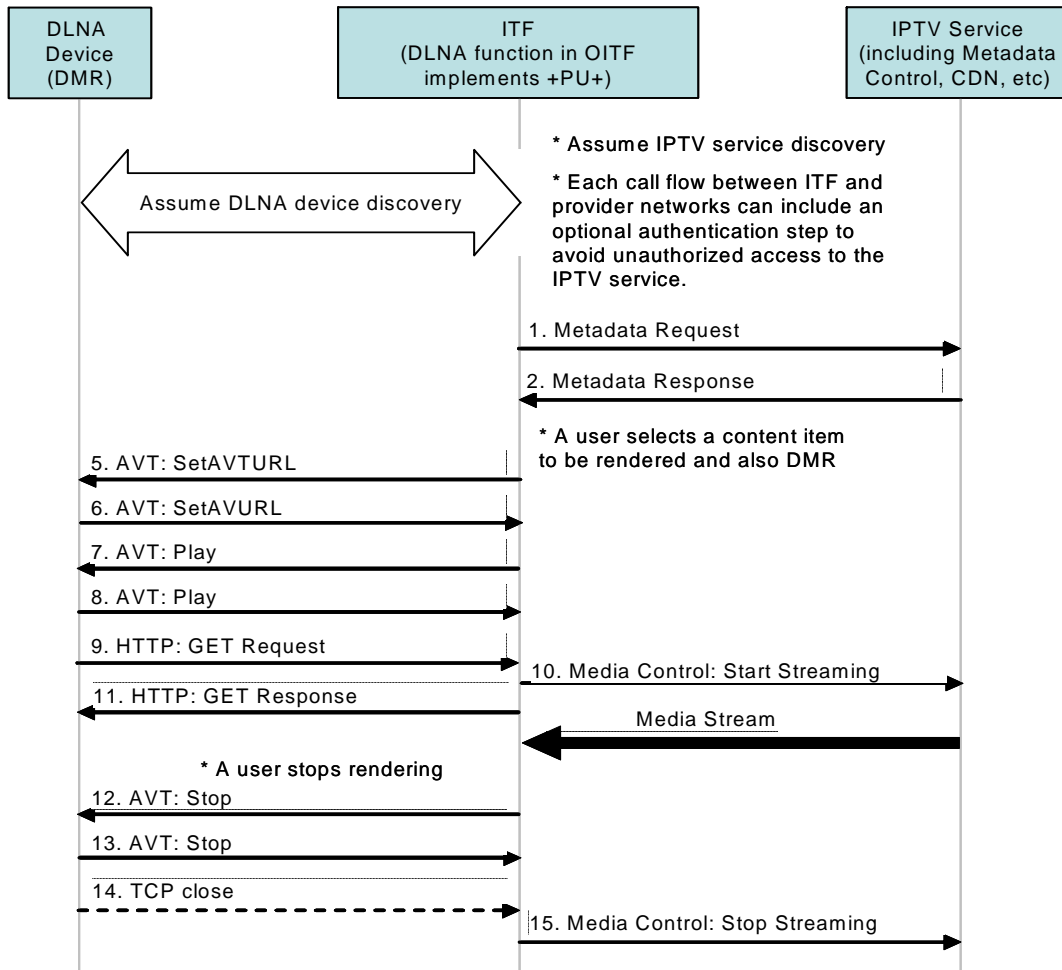 DLNA
Device
(DMR)
ITF
(DLNA function in OITF
implements +PU+)
IPTV Service
(including Metadata
Control, CDN, etc)
Assume DLNA device discovery
* Assume IPTV service discovery
* Each call flow between ITF and
provider networks can include an
optional authentication step to
avoid unauthorized access to the
IPTV service.
1. Metadata Request
2. Metadata Response
* A user selects a content item
to be rendered and also DMR
5. AVT: SetAVTURL
6. AVT: SetAVURL
7. AVT: Play
8. AVT: Play
9. HTTP: GET Request
10. Media Control: Start Streaming
11. HTTP: GET Response
Media Stream
* A user stops rendering
12. AVT: Stop
13. AVT: Stop
14. TCP close
15. Media Control: Stop Streaming